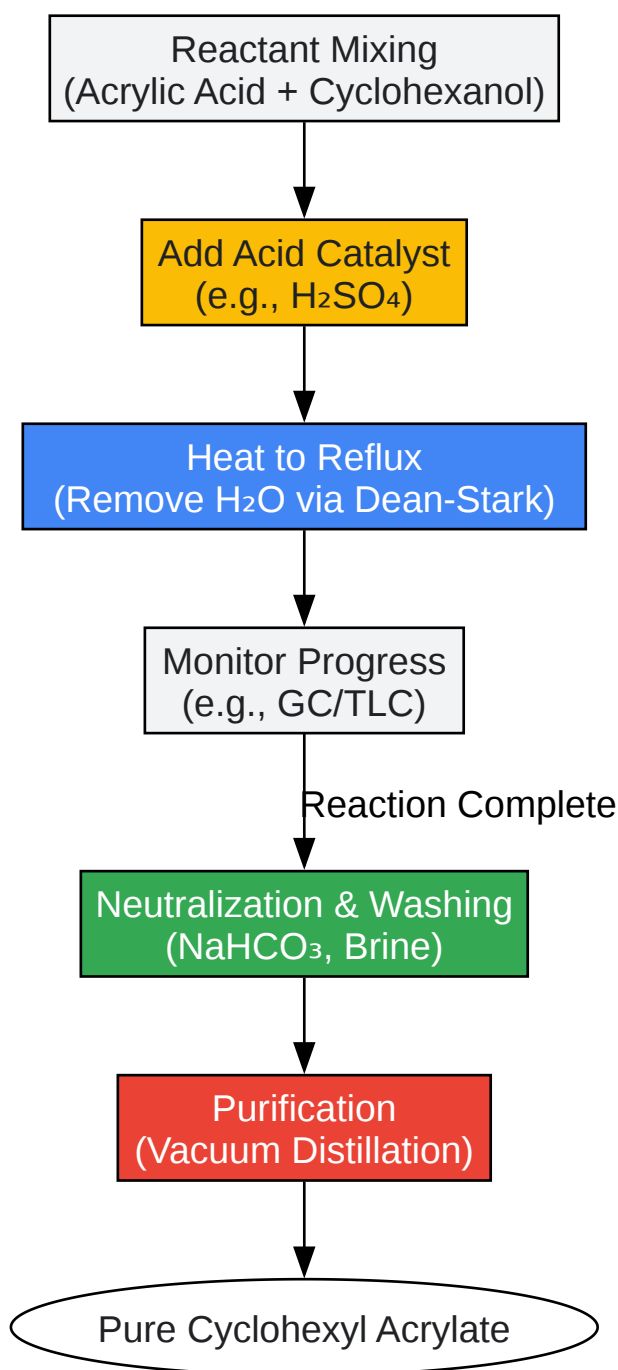 Reactant Mixing
(Acrylic Acid + Cyclohexanol)
Add Acid Catalyst
(e.g., H₂SO₄)
Heat to Reflux
(Remove H₂O via Dean-Stark)
Monitor Progress
(e.g., GC/TLC)
Reaction Complete
Neutralization & Washing
(NaHCO₃, Brine)
Purification
(Vacuum Distillation)
Pure Cyclohexyl Acrylate